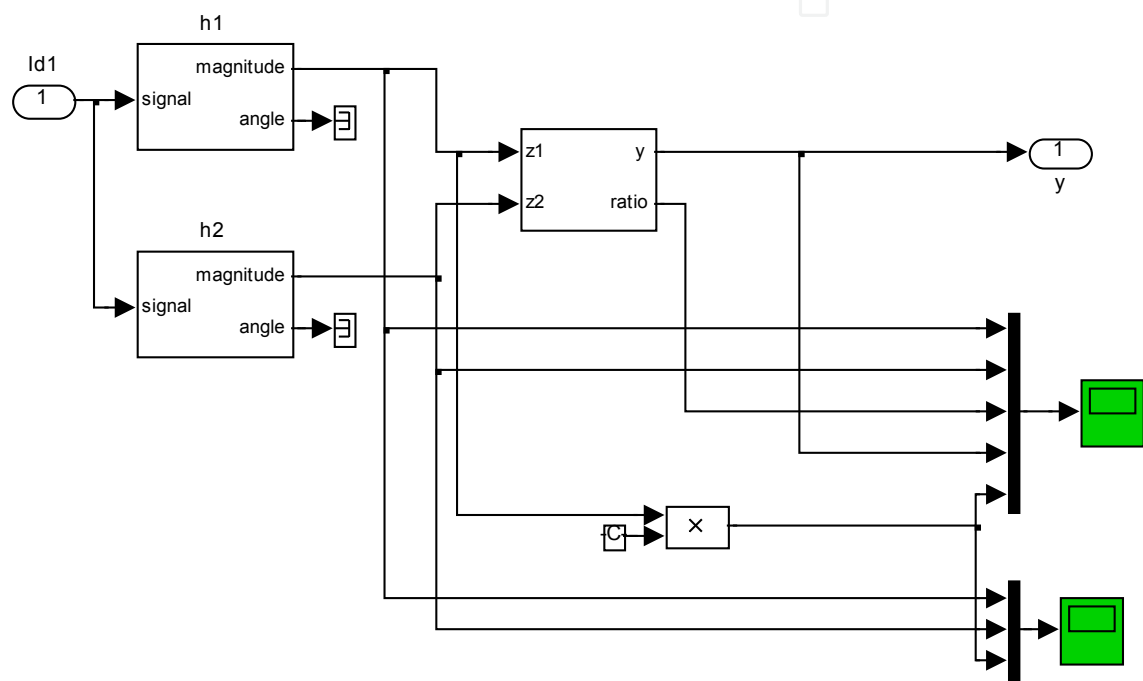 h1
Id1
1
magnitude
signal
angle
z1
y
1
z2
ratio
y
h2
magnitude
signal
angle
×
-C-